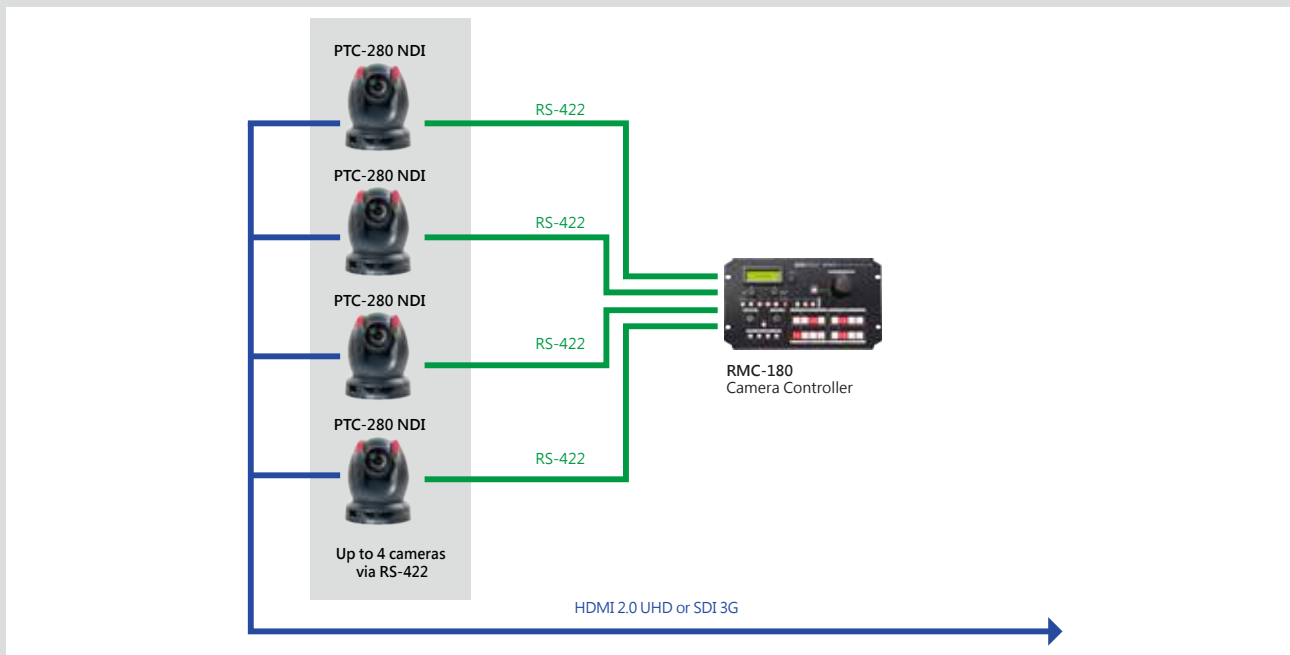 PTC-280 NDI
RS-422
PTC-280 NDI
RS-422
PTC-280 NDI
RS-422
PTC-280 NDI
RS-422
RMC-180
Camera Controller
Up to 4 cameras
via RS-422
HDMI 2.0 UHD or SDI 3G